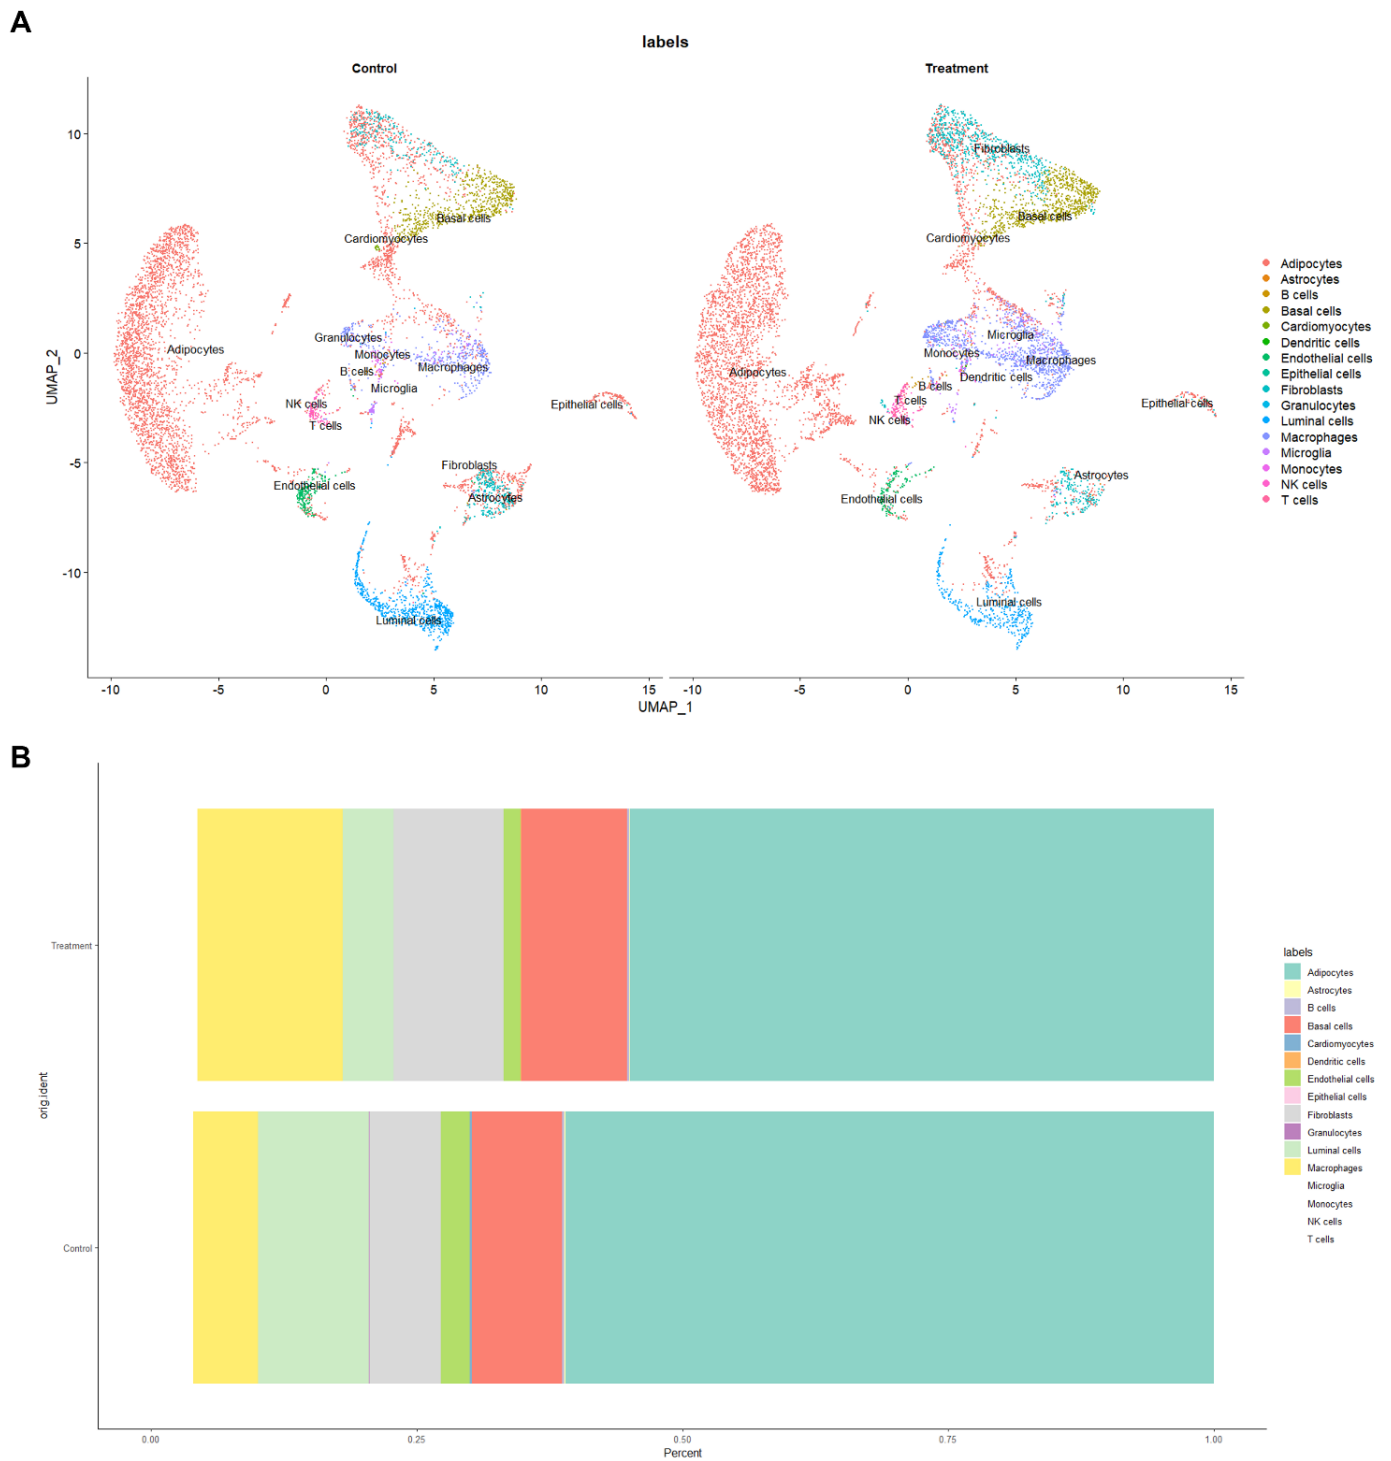 A
labels
Control
Treatment
10
5
0
-5
-10
UMAP_2
Basal cells
Cardiomyocytes
Granulocytes
Adipocytes
Monocytes
Macrophages
B cells
Microglia
NK cells
T cells
Epithelial cells
Fibroblasts
Endothelial cells
Astrocytes
Luminal cells
Fibroblasts
Basal cells
Cardiomyocytes
Microglia
Monocytes
Macrophages
Adipocytes
Dendritic cells
B cells
T cells
Epithelial cells
NK cells
Astrocytes
Endothelial cells
Luminal cells
-10
-5
0
5
10
15
-10
-5
0
5
10
15
UMAP_1
Adipocytes
Astrocytes
B cells
Basal cells
Cardiomyocytes
Dendritic cells
Endothelial cells
Epithelial cells
Fibroblasts
Granulocytes
Luminal cells
Macrophages
Microglia
Monocytes
NK cells
T cells
B
Treatment
orig.ident
Control
0.00
0.25
0.50
0.75
1.00
Percent
labels
Adipocytes
Astrocytes
B cells
Basal cells
Cardiomyocytes
Dendritic cells
Endothelial cells
Epithelial cells
Fibroblasts
Granulocytes
Luminal cells
Macrophages
Microglia
Monocytes
NK cells
T cells